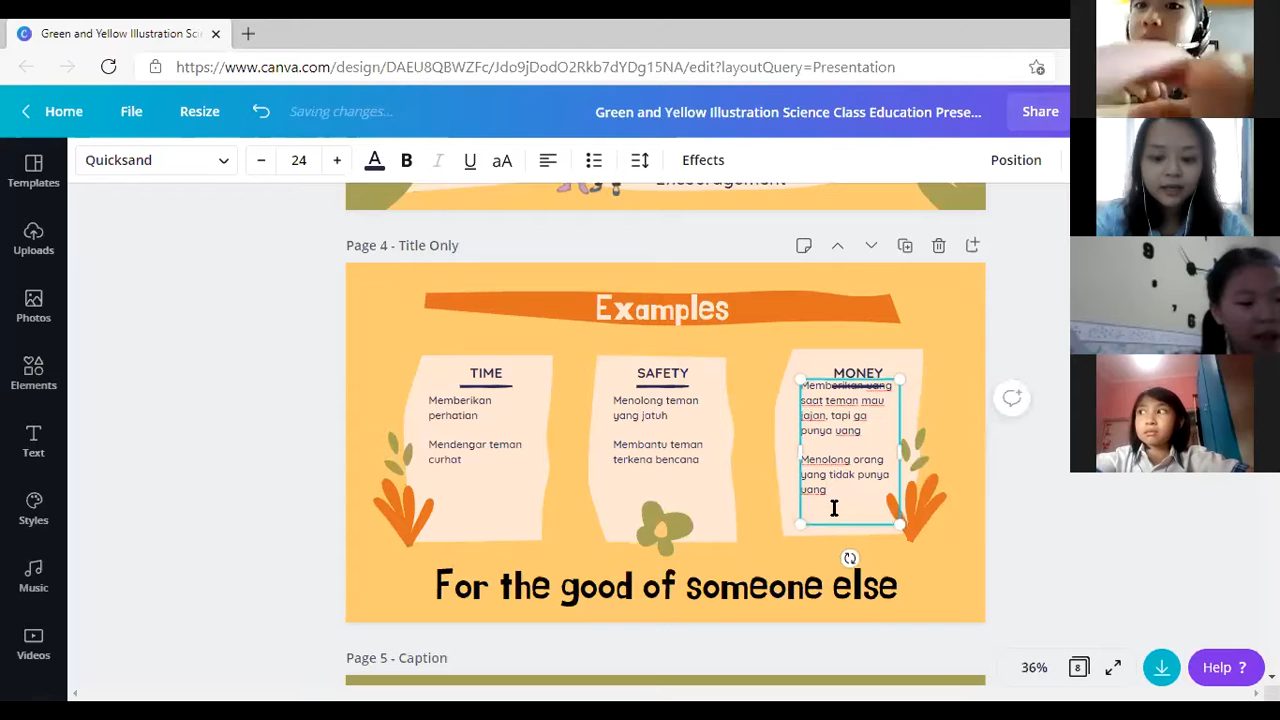 Green and Yellow Illustration Sci
https://www.canva.com/design/DAEU8QBWZFc/Jdo9jDodO2Rkb7dYDg15NA/edit?layoutQuery=Presentation
Home
File
Resize
Saving changes...
Green and Yellow Illustration Science Class Education Prese...
Share
Quicksand
24
A
B
I
U
aA
Effects
Position
Templates
Uploads
Photos
Elements
Text
Styles
Music
Videos
Encouragement
Page 4 - Title Only
Examples
TIME
Memberikan
perhatian
Mendengar teman
curhat
SAFETY
Menolong teman
yang jatuh
Membantu teman
terkena bencana
MONEY
Memberikan uang
saat teman mau
jajan, tapi ga
punya uang
Menolong orang
yang tidak punya
uang
For the good of someone else
Page 5 - Caption
36%
8
Help ?